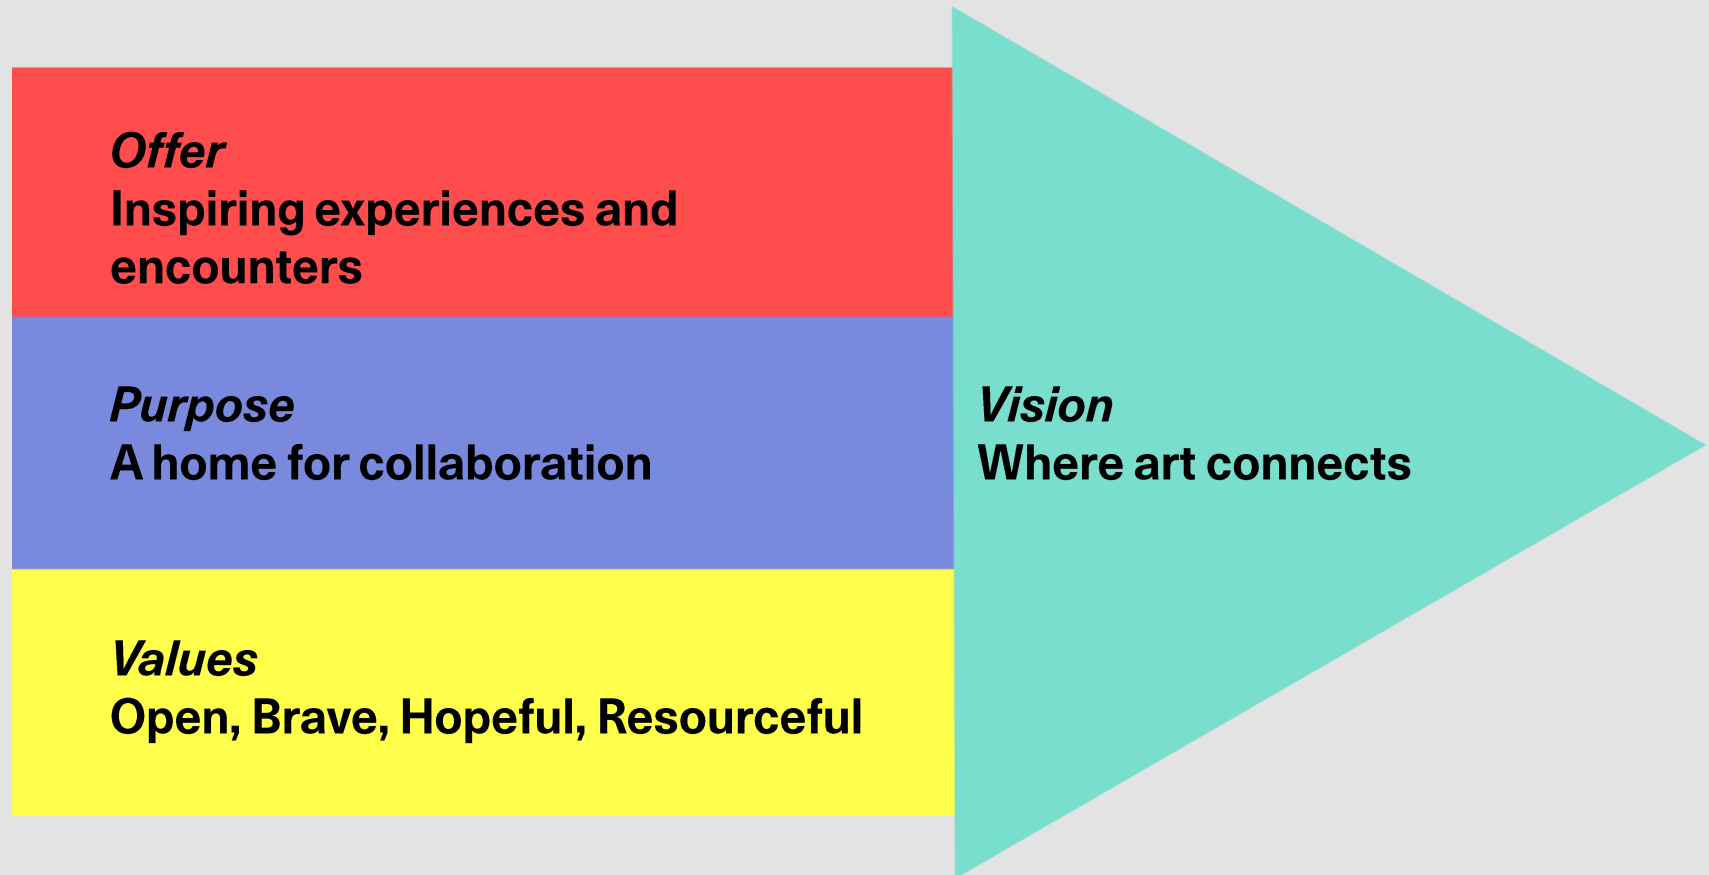 Offer
Inspiring experiences and
encounters
Purpose
A home for collaboration
Values
Open, Brave, Hopeful, Resourceful
Vision
Where art connects